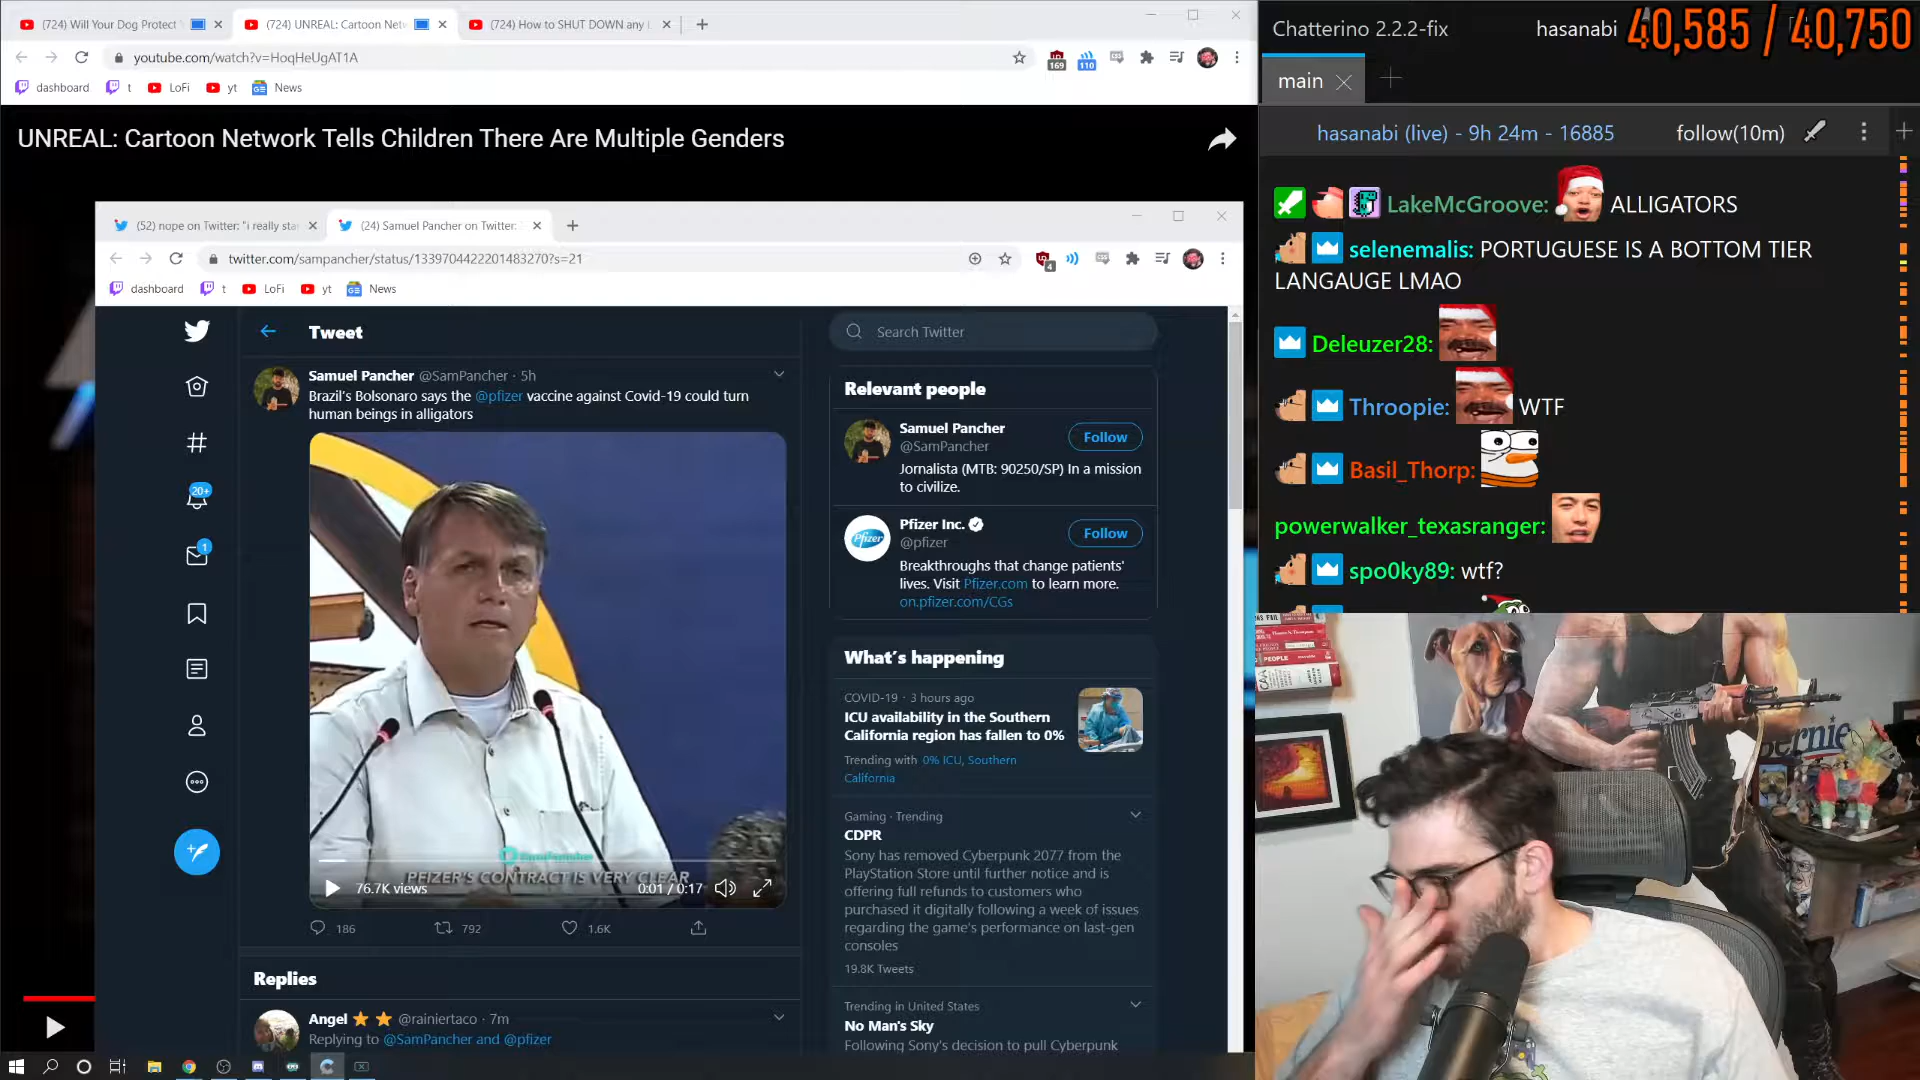 (724) Will Your Dog Protect
(724) UNREAL: Cartoon Netw
(724) How to SHUT DOWN any
youtube.com/watch?v=HoqHeUgAT1A
169
110
dashboard
t
LoFi
yt
News
UNREAL: Cartoon Network Tells Children There Are Multiple Genders
(52) nope on Twitter: "i really sta
(24) Samuel Pancher on Twitter:
twitter.com/sampancher/status/1339704422201483270?s=21
4
dashboard
t
LoFi
yt
News
20+
1
Tweet
Samuel Pancher @SamPancher · 5h
Brazil's Bolsonaro says the @pfizer vaccine against Covid-19 could turn
human beings in alligators
SamPancher
PFIZER'S CONTRACT IS VERY CLEAR
76.7K views
0:01 / 0:17
186
792
1.6K
Replies
Angel @rainiertaco · 7m
Replying to @SamPancher and @pfizer
Search Twitter
Relevant people
Samuel Pancher
@SamPancher
Follow
Jornalista (MTB: 90250/SP) In a mission
to civilize.
Pfizer
Pfizer Inc.
@pfizer
Follow
Breakthroughs that change patients'
lives. Visit Pfizer.com to learn more.
on.pfizer.com/CGs
What's happening
COVID-19 · 3 hours ago
ICU availability in the Southern
California region has fallen to 0%
Trending with 0% ICU, Southern
California
Gaming · Trending
CDPR
Sony has removed Cyberpunk 2077 from the
PlayStation Store until further notice and is
offering full refunds to customers who
purchased it digitally following a week of issues
regarding the game's performance on last-gen
consoles
19.8K Tweets
Trending in United States
No Man's Sky
Following Sony's decision to pull Cyberpunk
Chatterino 2.2.2-fix
hasanabi
40,585 / 40,750
main
hasanabi (live) - 9h 24m - 16885
follow(10m)
LakeMcGroove: ALLIGATORS
selenemalis: PORTUGUESE IS A BOTTOM TIER
LANGAUGE LMAO
Deleuzer28:
Throopie: WTF
Basil_Thorp:
powerwalker_texasranger:
spo0ky89: wtf?
PEOPLE
Bernie